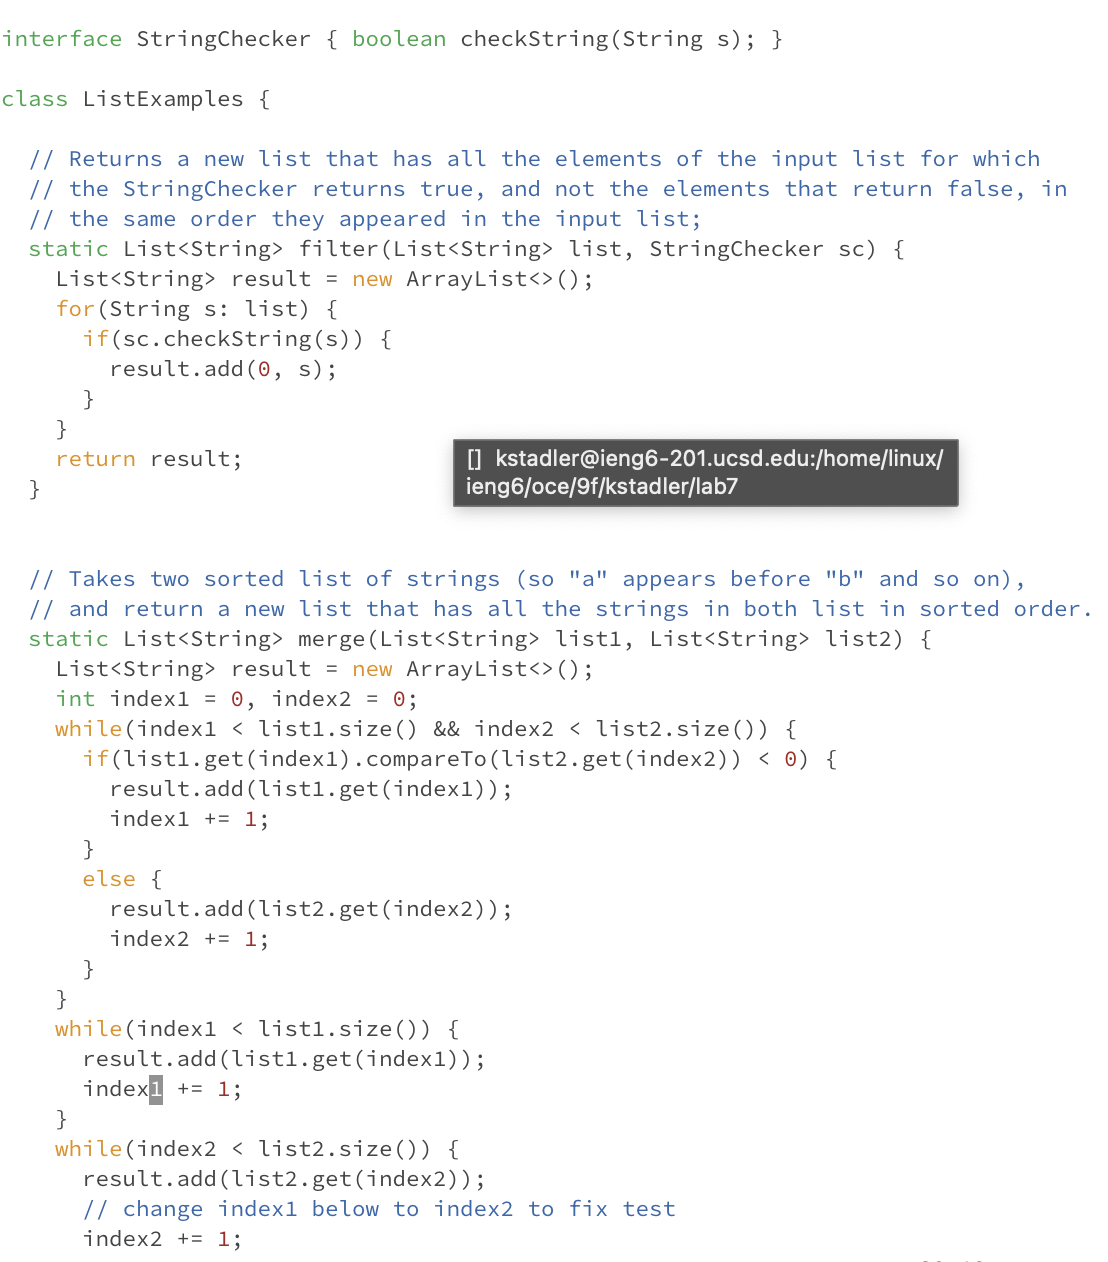 interface StringChecker { boolean checkString(String s); }
class ListExamples {
// Returns a new list that has all the elements of the input list for which
// the StringChecker returns true, and not the elements that return false, in
// the same order they appeared in the input list;
static List<String> filter(List<String> list, StringChecker sc) {
List<String> result = new ArrayList<>();
for(String s: list) {
if(sc.checkString(s)) {
result.add(0, s);
}
}
return result;
[] kstadler@ieng6-201.ucsd.edu:/home/linux/
ieng6/oce/9f/kstadler/lab7
}
// Takes two sorted list of strings (so "a" appears before "b" and so on),
// and return a new list that has all the strings in both list in sorted order.
static List<String> merge(List<String> list1, List<String> list2) {
List<String> result = new ArrayList<>();
int index1 = 0, index2 = 0;
while(index1 < list1.size() && index2 < list2.size()) {
if(list1.get(index1).compareTo(list2.get(index2)) < 0) {
result.add(list1.get(index1));
index1 += 1;
}
else {
result.add(list2.get(index2));
index2 += 1;
}
}
while(index1 < list1.size()) {
result.add(list1.get(index1));
index1 += 1;
}
while(index2 < list2.size()) {
result.add(list2.get(index2));
// change index1 below to index2 to fix test
index2 += 1;